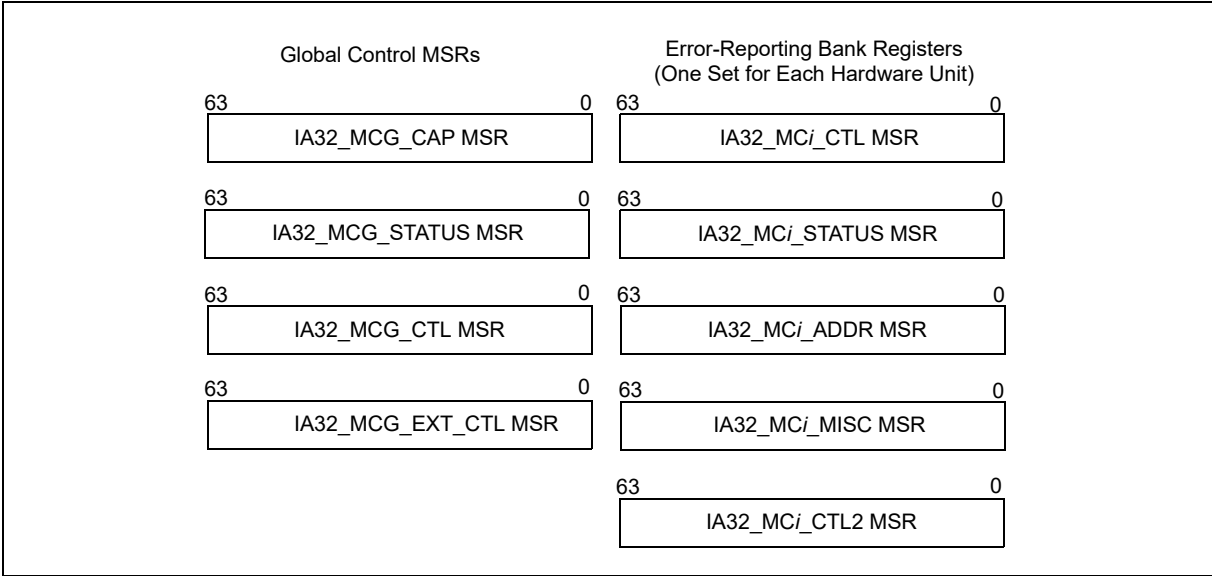 Global Control MSRs
63 0
IA32_MCG_CAP MSR
63 0
IA32_MCG_STATUS MSR
63 0
IA32_MCG_CTL MSR
63 0
IA32_MCG_EXT_CTL MSR
Error-Reporting Bank Registers
(One Set for Each Hardware Unit)
63 0
IA32_MCi_CTL MSR
63 0
IA32_MCi_STATUS MSR
63 0
IA32_MCi_ADDR MSR
63 0
IA32_MCi_MISC MSR
63 0
IA32_MCi_CTL2 MSR